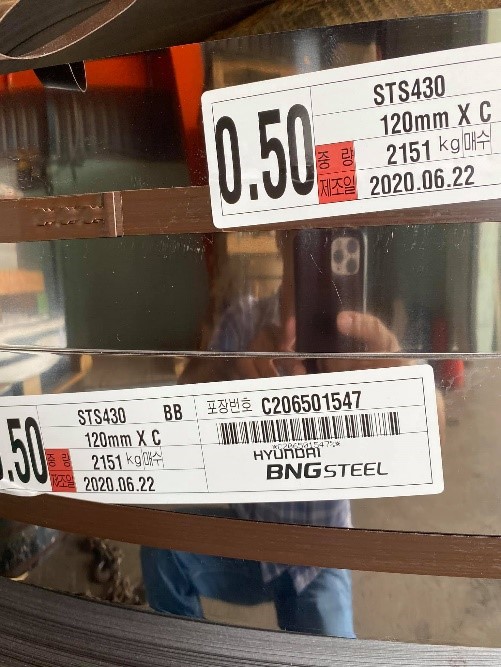 0.50
STS430
120mm X C
중 량 2151 kg매수
제조일 2020.06.22
.50
STS430 BB
120mm X C
중 량 2151 kg매수
제조일 2020.06.22
포장번호 C206501547
HYUNDAI
BNGSTEEL